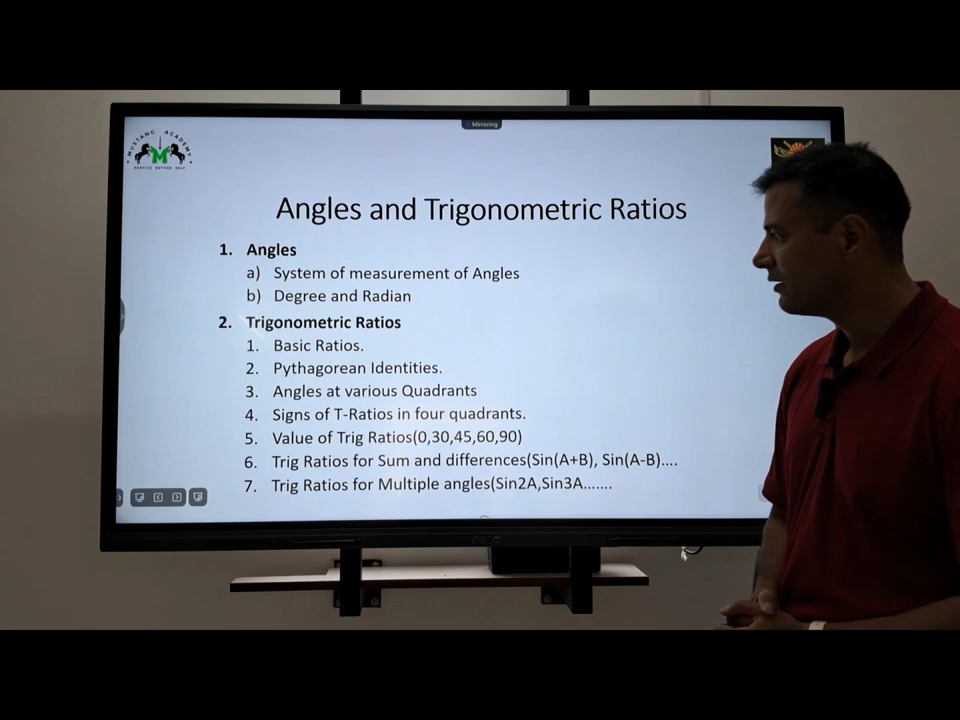 Mirroring
MUSTANG ACADEMY
SERVICE BEFORE SELF
Angles and Trigonometric Ratios
1. Angles
a) System of measurement of Angles
b) Degree and Radian
2. Trigonometric Ratios
1. Basic Ratios.
2. Pythagorean Identities.
3. Angles at various Quadrants
4. Signs of T-Ratios in four quadrants.
5. Value of Trig Ratios(0,30,45,60,90)
6. Trig Ratios for Sum and differences(Sin(A+B), Sin(A-B)....
7. Trig Ratios for Multiple angles(Sin2A,Sin3A.......